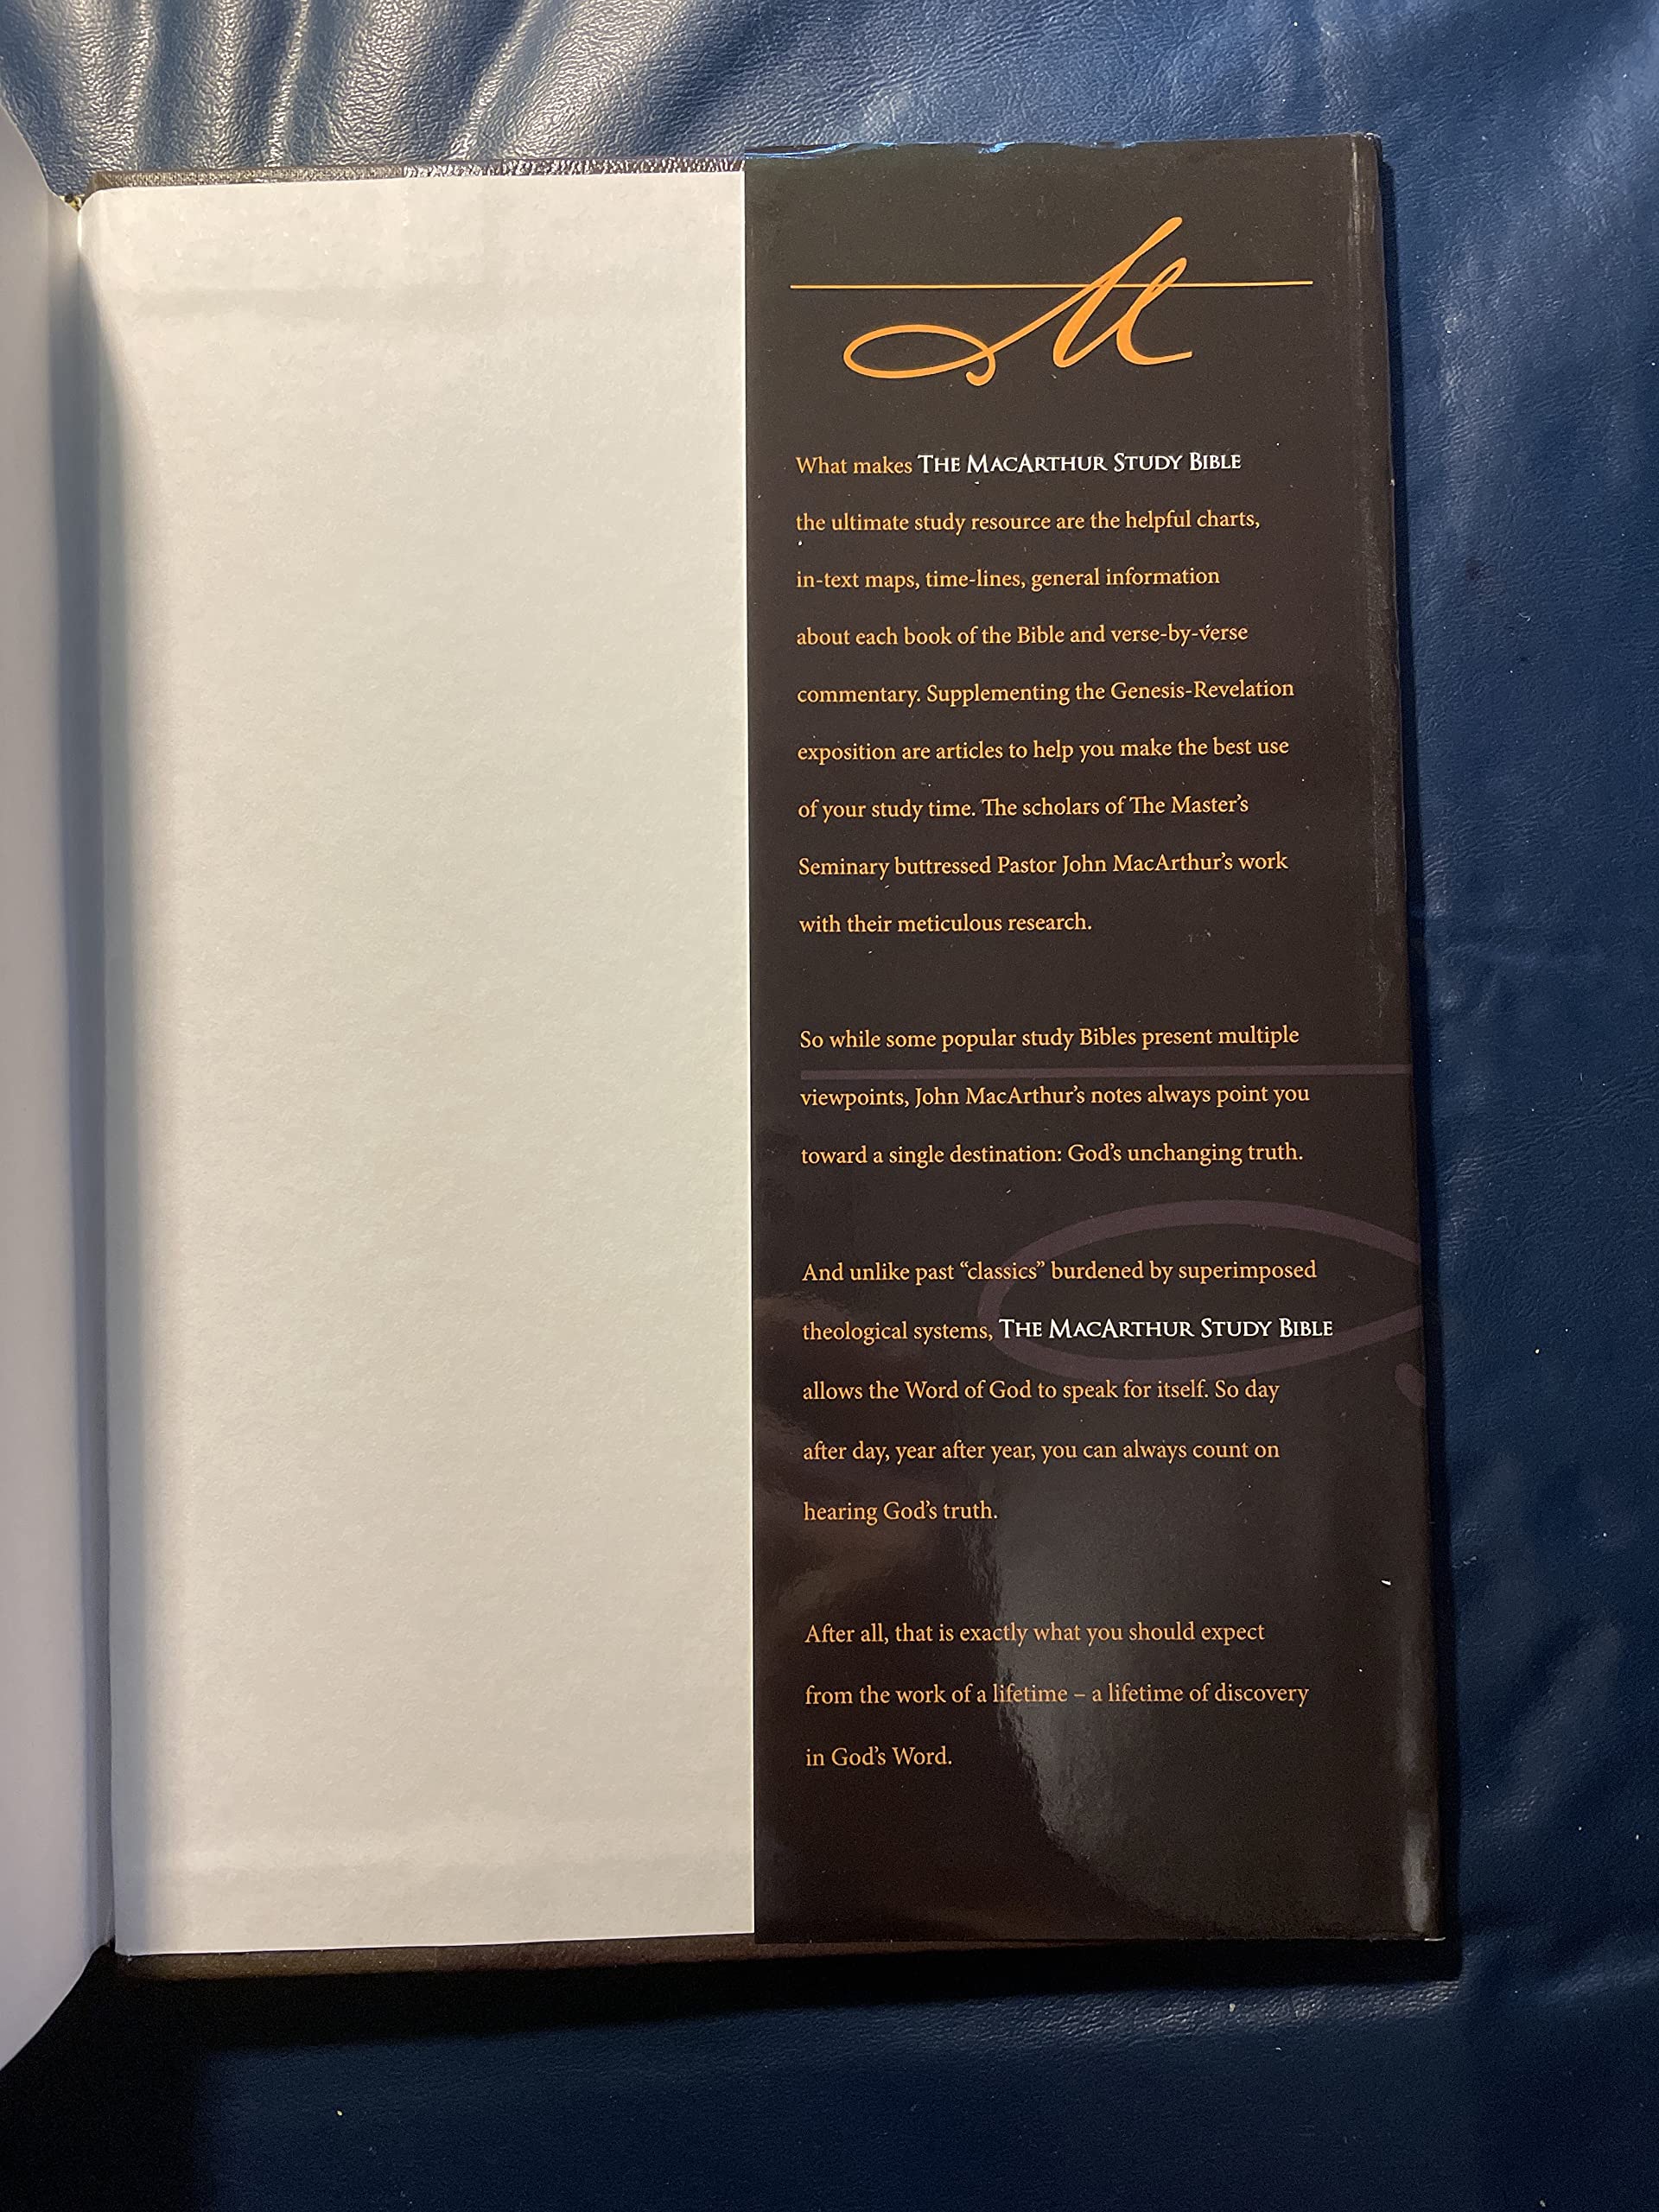 M
What makes THE MACARTHUR STUDY BIBLE
the ultimate study resource are the helpful charts,
in-text maps, time-lines, general information
about each book of the Bible and verse-by-verse
commentary. Supplementing the Genesis-Revelation
exposition are articles to help you make the best use
of your study time. The scholars of The Master’s
Seminary buttressed Pastor John MacArthur’s work
with their meticulous research.
So while some popular study Bibles present multiple
viewpoints, John MacArthur’s notes always point you
toward a single destination: God’s unchanging truth.
And unlike past “classics” burdened by superimposed
theological systems, THE MACARTHUR STUDY BIBLE
allows the Word of God to speak for itself. So day
after day, year after year, you can always count on
hearing God’s truth.
After all, that is exactly what you should expect
from the work of a lifetime – a lifetime of discovery
in God’s Word.